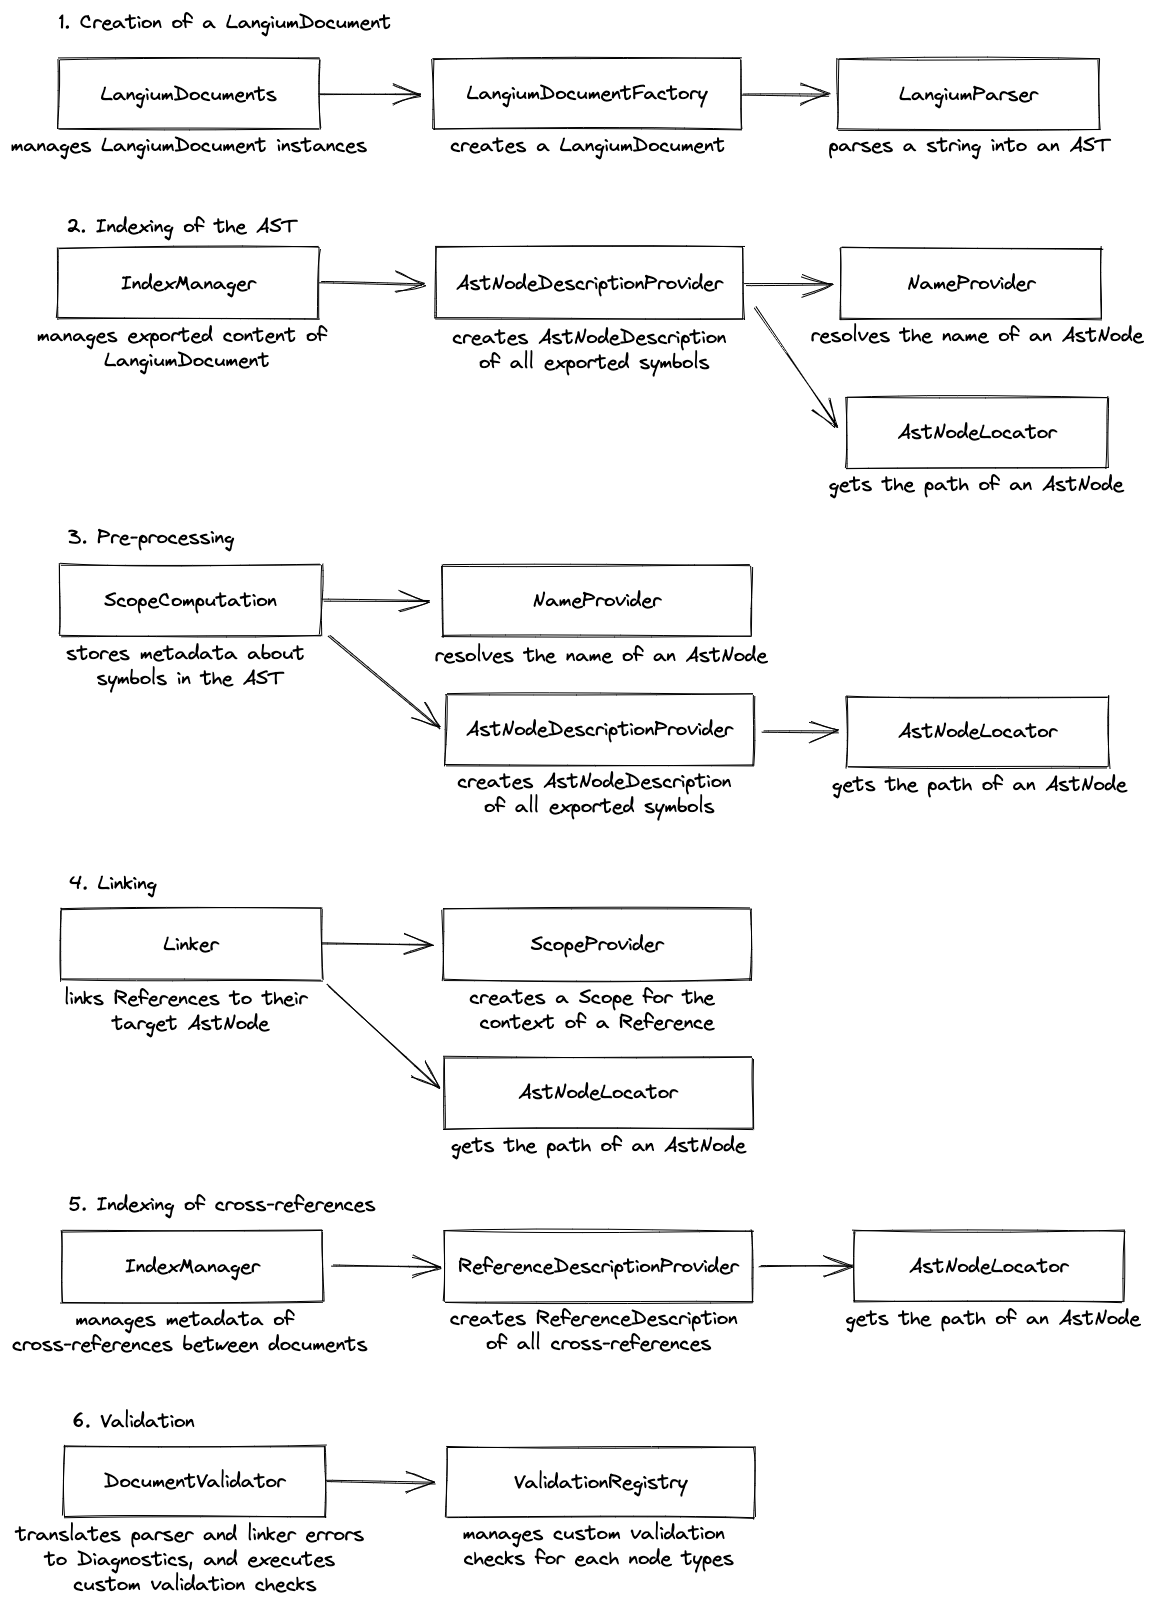 1. Creation of a LangiumDocument
LangiumDocuments
LangiumDocumentFactory
LangiumParser
manages LangiumDocument instances
creates a LangiumDocument
parses a string into an AST
2. Indexing of the AST
IndexManager
AstNodeDescriptionProvider
NameProvider
manages exported content of
LangiumDocument
creates AstNodeDescription
of all exported symbols
resolves the name of an AstNode
AstNodeLocator
gets the path of an AstNode
3. Pre-processing
ScopeComputation
NameProvider
stores metadata about
symbols in the AST
resolves the name of an AstNode
AstNodeDescriptionProvider
AstNodeLocator
creates AstNodeDescription
of all exported symbols
gets the path of an AstNode
4. Linking
Linker
ScopeProvider
links References to their
target AstNode
creates a Scope for the
context of a Reference
AstNodeLocator
gets the path of an AstNode
5. Indexing of cross-references
IndexManager
ReferenceDescriptionProvider
AstNodeLocator
manages metadata of
cross-references between documents
creates ReferenceDescription
of all cross-references
gets the path of an AstNode
6. Validation
DocumentValidator
ValidationRegistry
translates parser and linker errors
to Diagnostics, and executes
custom validation checks
manages custom validation
checks for each node types